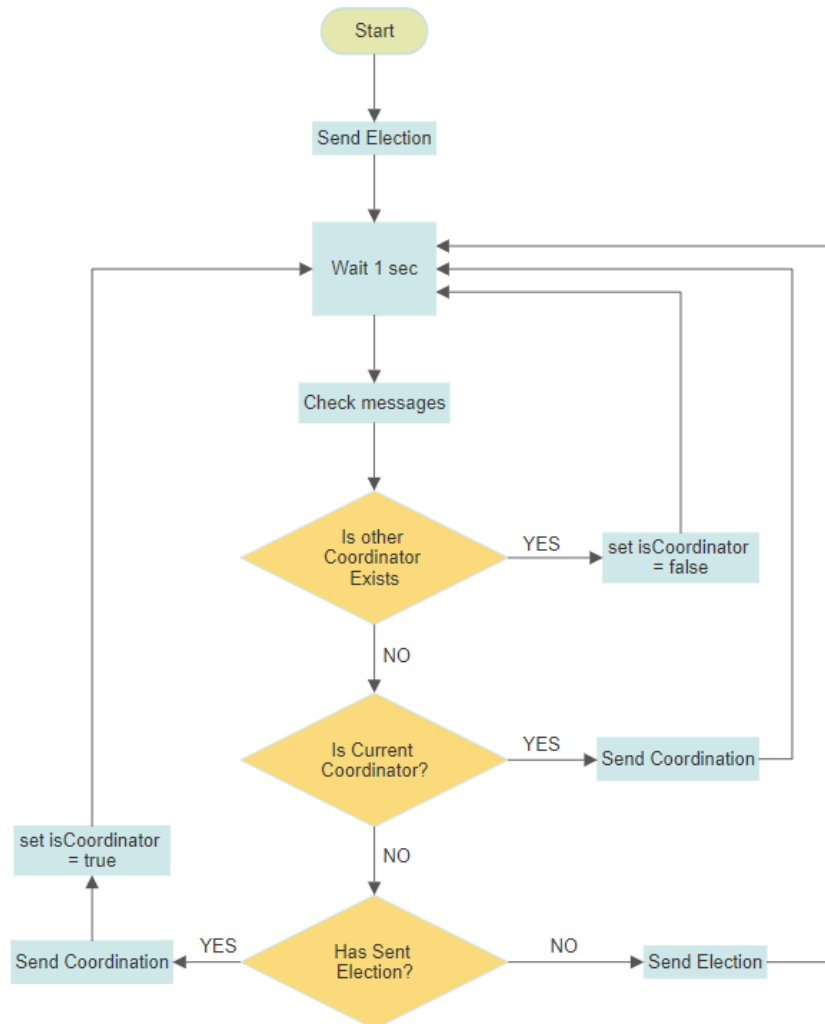 Start
Send Election
Wait 1 sec
Check messages
Is other
Coordinator
Exists
YES
set isCoordinator
= false
NO
Is Current
Coordinator?
YES
Send Coordination
NO
set isCoordinator
= true
Has Sent
Election?
YES
Send Coordination
NO
Send Election